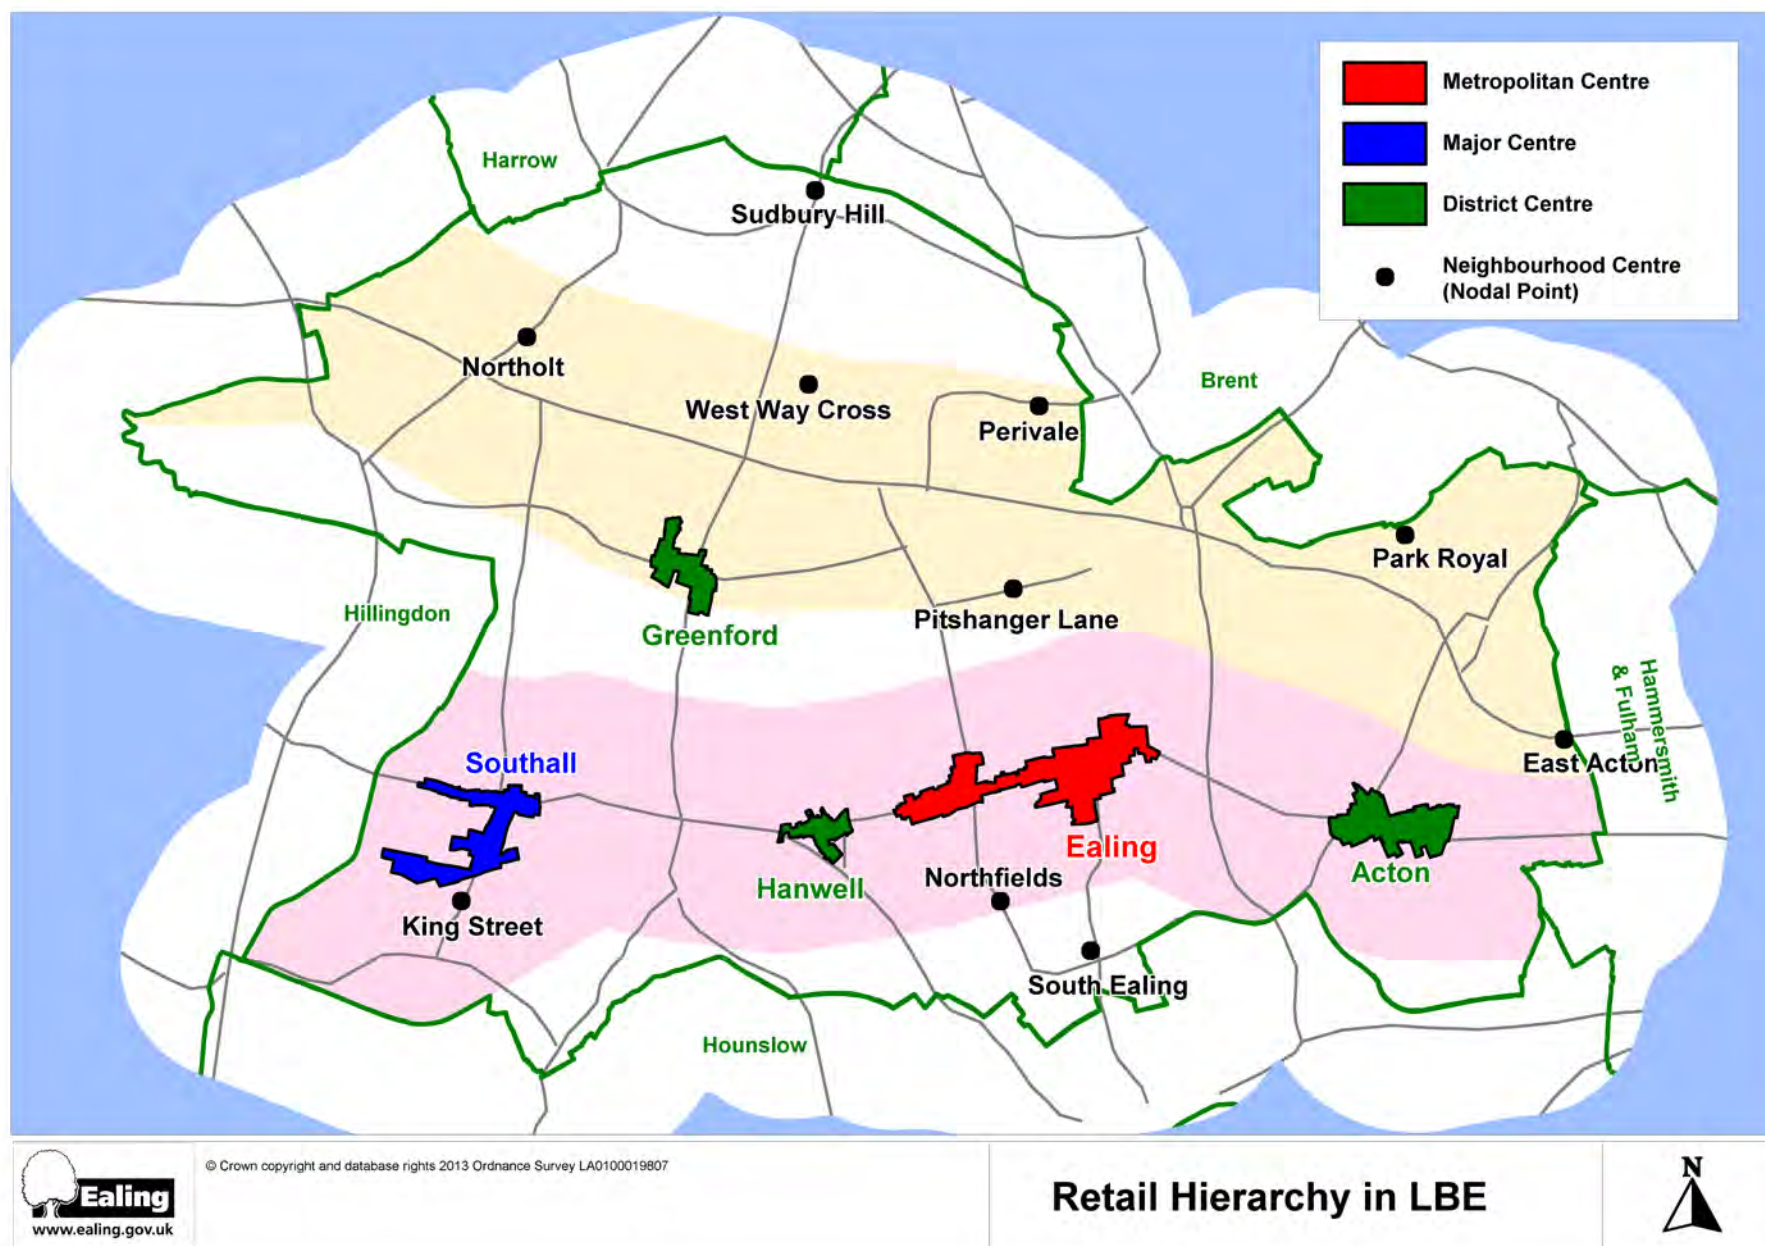 Metropolitan Centre
Major Centre
District Centre
Neighbourhood Centre
(Nodal Point)
Harrow
Sudbury Hill
Northolt
West Way Cross
Perivale
Brent
Park Royal
Hillingdon
Greenford
Pitshanger Lane
Hammersmith
& Fulham
East Acton
Southall
Ealing
Hanwell
Northfields
Acton
King Street
South Ealing
Hounslow
Ealing
www.ealing.gov.uk
© Crown copyright and database rights 2013 Ordnance Survey LA0100019807
Retail Hierarchy in LBE
N